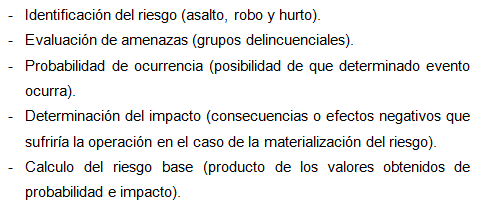 - Identificación del riesgo (asalto, robo y hurto).
- Evaluación de amenazas (grupos delincuenciales).
- Probabilidad de ocurrencia (posibilidad de que determinado evento
ocurra).
- Determinación del impacto (consecuencias o efectos negativos que
sufriría la operación en el caso de la materialización del riesgo).
- Calculo del riesgo base (producto de los valores obtenidos de
probabilidad e impacto).